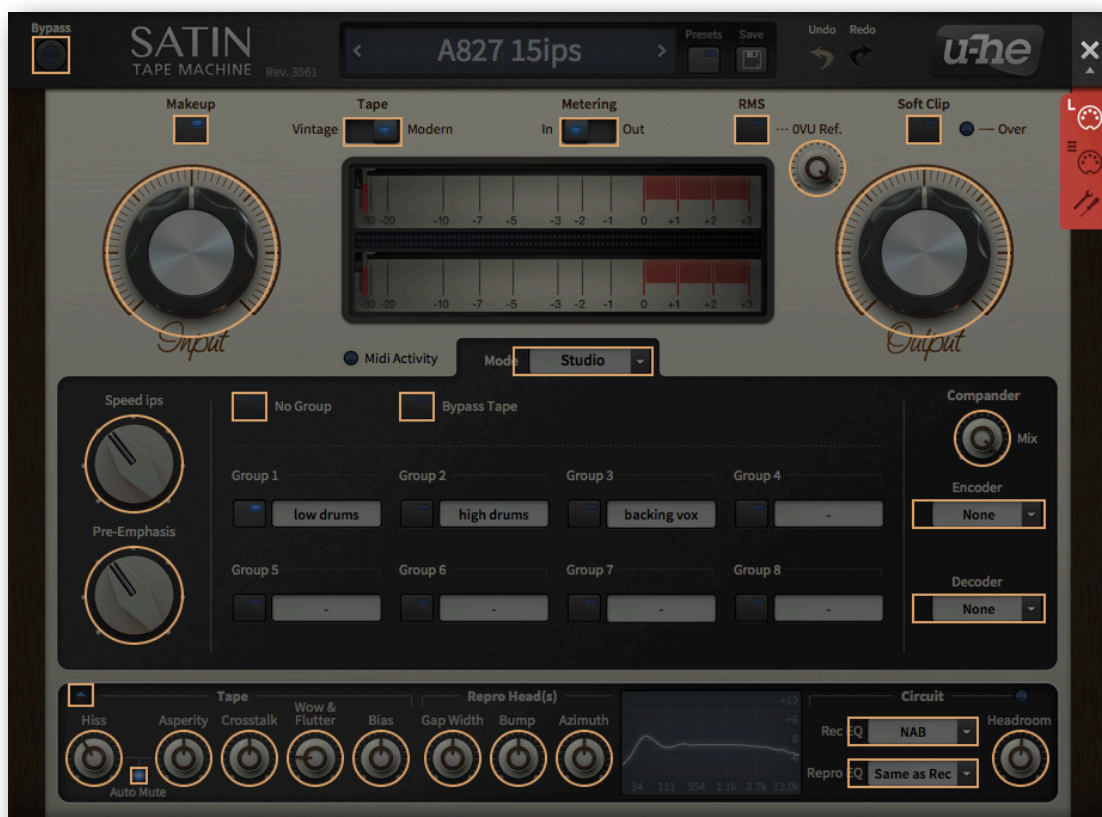 Bypass
SATIN
TAPE MACHINE Rev. 3561
A827 15ips
Presets Save
Undo Redo
u-he
Makeup Tape Metering RMS Soft Clip
Vintage Modern In Out 0VU Ref. Over
-30 -20 -10 -7 -5 -3 -2 -1 0 +1 +2 +3
-30 -20 -10 -7 -5 -3 -2 -1 0 +1 +2 +3
Input Output
Midi Activity Mode Studio
Speed ips No Group Bypass Tape Compander
Mix
Group 1 Group 2 Group 3 Group 4
Encoder
low drums high drums backing vox - None
Pre-Emphasis
Group 5 Group 6 Group 7 Group 8
Decoder
- - - - None
Tape Repro Head(s) Circuit
Hiss Asperity Crosstalk Wow & Flutter Bias Gap Width Bump Azimuth Headroom
+12
+6
0
-6
Rec EQ NAB
Repro EQ Same as Rec
Auto Mute
34 111 354 1.1k 3.7k 12.0k
L